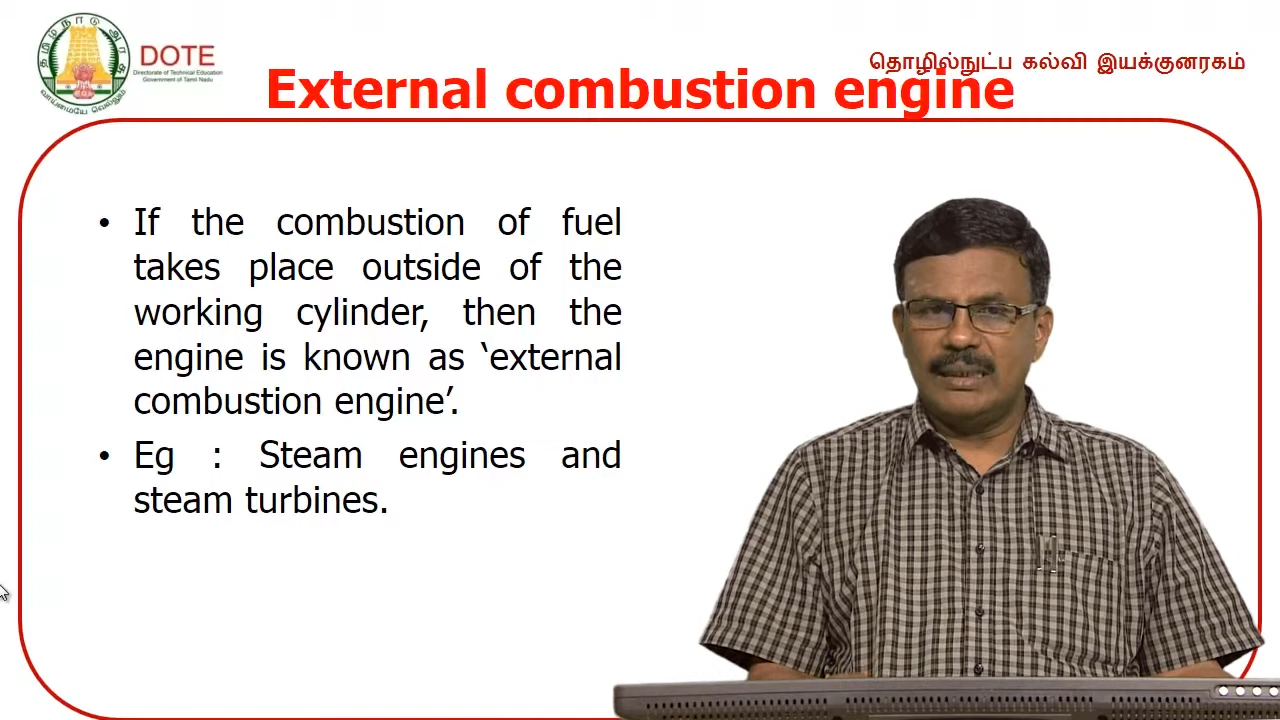 தமிழ்நாடு அரசு
வாய்மையே வெல்லும்
DOTE
Directorate of Technical Education
Government of Tamil Nadu
தொழில்நுட்ப கல்வி இயக்குனரகம்
External combustion engine
• If the combustion of fuel
takes place outside of the
working cylinder, then the
engine is known as ‘external
combustion engine’.
• Eg : Steam engines and
steam turbines.